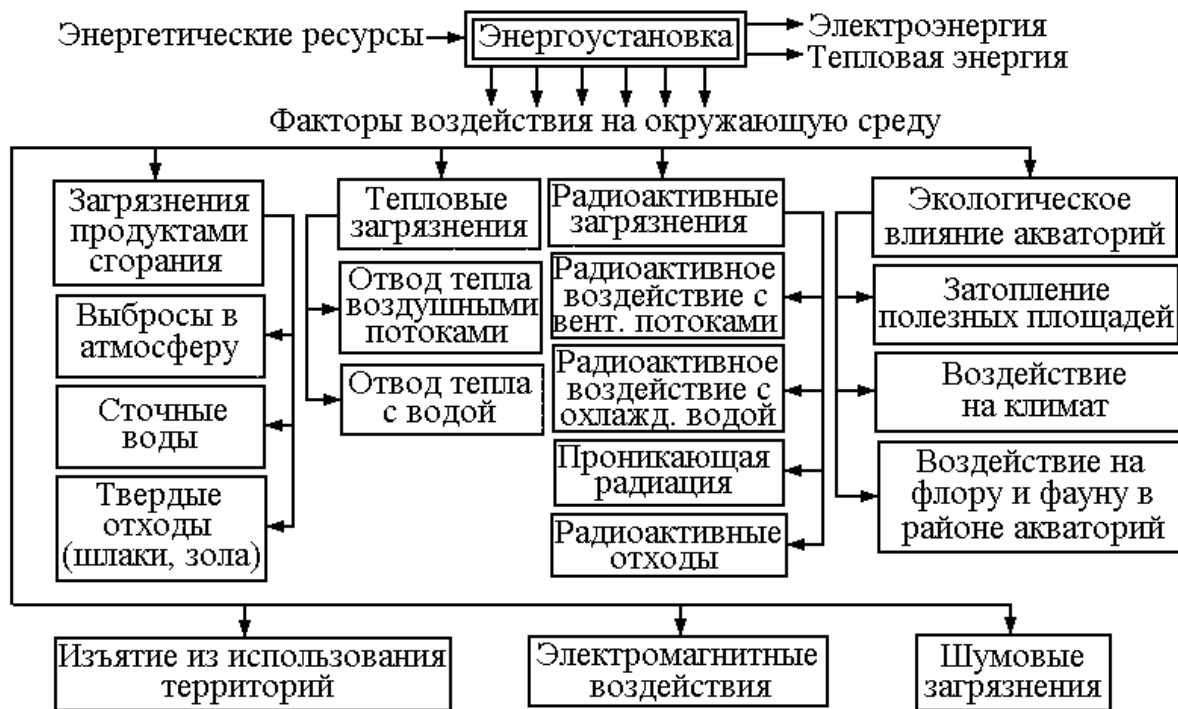 Энергетические ресурсы
Энергоустановка
Электроэнергия
Тепловая энергия
Факторы воздействия на окружающую среду
Загрязнения
продуктами
сгорания
Выбросы в
атмосферу
Сточные
воды
Твердые
отходы
(шлаки, зола)
Тепловые
загрязнения
Отвод тепла
воздушными
потоками
Отвод тепла
с водой
Радиоактивные
загрязнения
Радиоактивное
воздействие с
вент. потоками
Радиоактивное
воздействие с
охлажд. водой
Проникающая
радиация
Радиоактивные
отходы
Экологическое
влияние акваторий
Затопление
полезных площадей
Воздействие
на климат
Воздействие на
флору и фауну в
районе акваторий
Изъятие из использования
территорий
Электромагнитные
воздействия
Шумовые
загрязнения